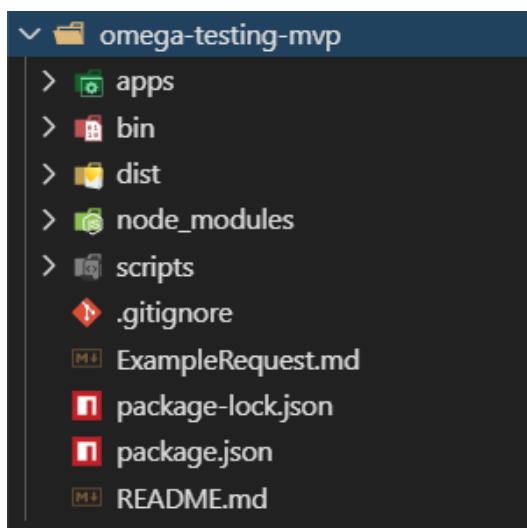 omega-testing-mvp
apps
bin
dist
node_modules
scripts
.gitignore
ExampleRequest.md
package-lock.json
package.json
README.md